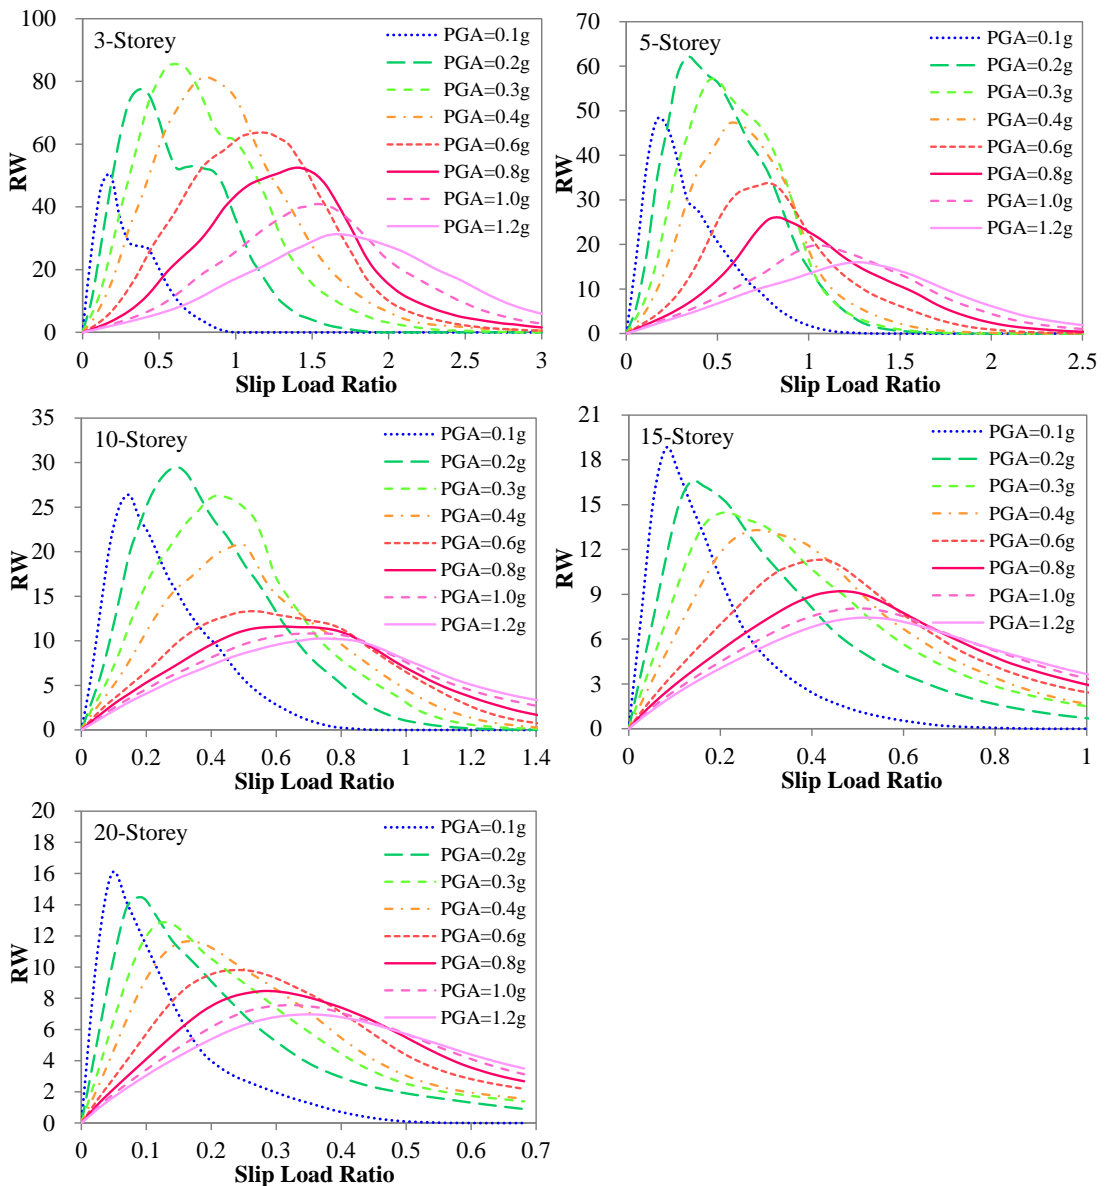 3-Storey
RW
100
80
60
40
20
0
0 0.5 1 1.5 2 2.5 3
Slip Load Ratio
PGA=0.1g
PGA=0.2g
PGA=0.3g
PGA=0.4g
PGA=0.6g
PGA=0.8g
PGA=1.0g
PGA=1.2g
5-Storey
RW
70
60
50
40
30
20
10
0
0 0.5 1 1.5 2 2.5
Slip Load Ratio
PGA=0.1g
PGA=0.2g
PGA=0.3g
PGA=0.4g
PGA=0.6g
PGA=0.8g
PGA=1.0g
PGA=1.2g
10-Storey
RW
35
30
25
20
15
10
5
0
0 0.2 0.4 0.6 0.8 1 1.2 1.4
Slip Load Ratio
PGA=0.1g
PGA=0.2g
PGA=0.3g
PGA=0.4g
PGA=0.6g
PGA=0.8g
PGA=1.0g
PGA=1.2g
15-Storey
RW
21
18
15
12
9
6
3
0
0 0.2 0.4 0.6 0.8 1
Slip Load Ratio
PGA=0.1g
PGA=0.2g
PGA=0.3g
PGA=0.4g
PGA=0.6g
PGA=0.8g
PGA=1.0g
PGA=1.2g
20-Storey
RW
20
18
16
14
12
10
8
6
4
2
0
0 0.1 0.2 0.3 0.4 0.5 0.6 0.7
Slip Load Ratio
PGA=0.1g
PGA=0.2g
PGA=0.3g
PGA=0.4g
PGA=0.6g
PGA=0.8g
PGA=1.0g
PGA=1.2g